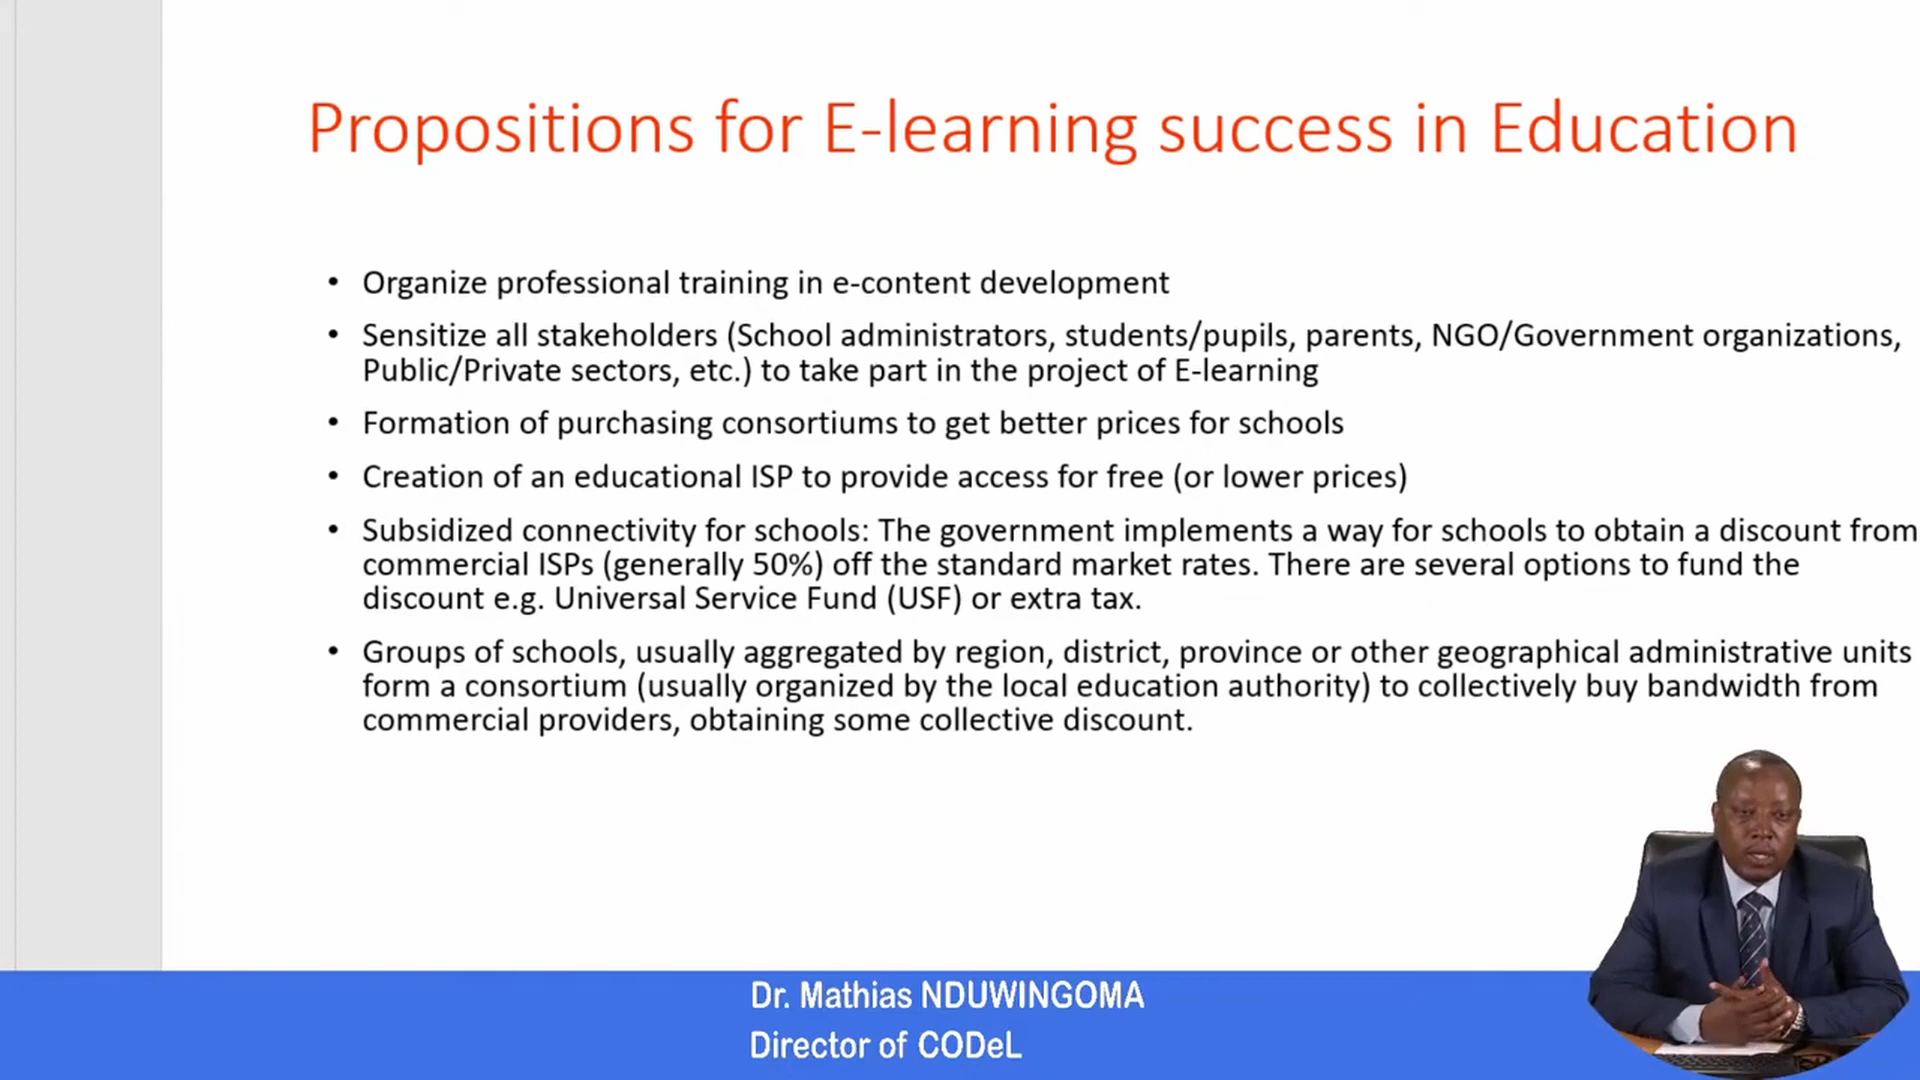 Propositions for E-learning success in Education
• Organize professional training in e-content development
• Sensitize all stakeholders (School administrators, students/pupils, parents, NGO/Government organizations,
Public/Private sectors, etc.) to take part in the project of E-learning
• Formation of purchasing consortiums to get better prices for schools
• Creation of an educational ISP to provide access for free (or lower prices)
• Subsidized connectivity for schools: The government implements a way for schools to obtain a discount from
commercial ISPs (generally 50%) off the standard market rates. There are several options to fund the
discount e.g. Universal Service Fund (USF) or extra tax.
• Groups of schools, usually aggregated by region, district, province or other geographical administrative units
form a consortium (usually organized by the local education authority) to collectively buy bandwidth from
commercial providers, obtaining some collective discount.
Dr. Mathias NDUWINGOMA
Director of CODeL